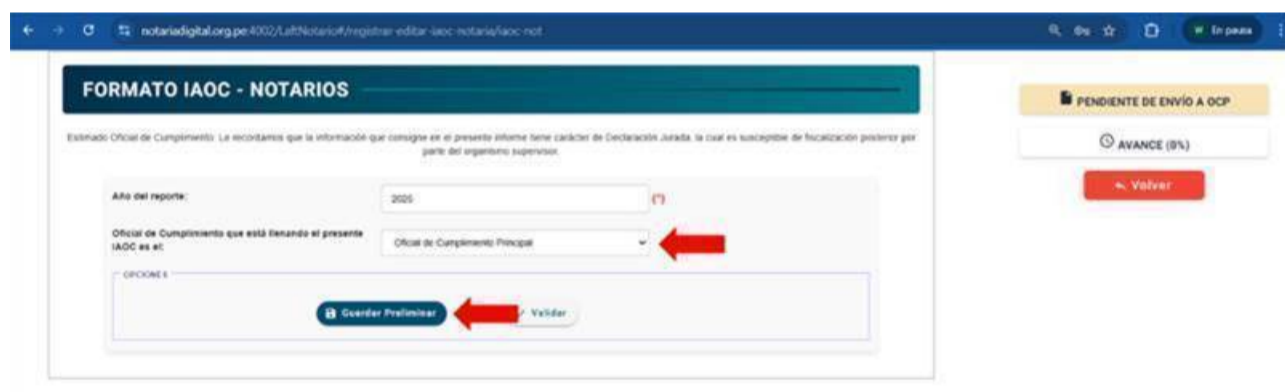 notariadigital.org.pe:4002/LaftNotario#/registrar-editar-iaoc-notaria/iaoc-not
En pausa
FORMATO IAOC - NOTARIOS
Estimado Oficial de Cumplimiento: Le recordamos que la información que consigne en el presente informe tiene carácter de Declaración Jurada, la cual es susceptible de fiscalización posterior por
parte del organismo supervisor.
Año del reporte:
2025
(*)
Oficial de Cumplimiento que está llenando el presente
IAOC es el:
Oficial de Cumplimiento Principal
OPCIONES
Guardar Preliminar
Validar
PENDIENTE DE ENVÍO A OCP
AVANCE (0%)
Volver